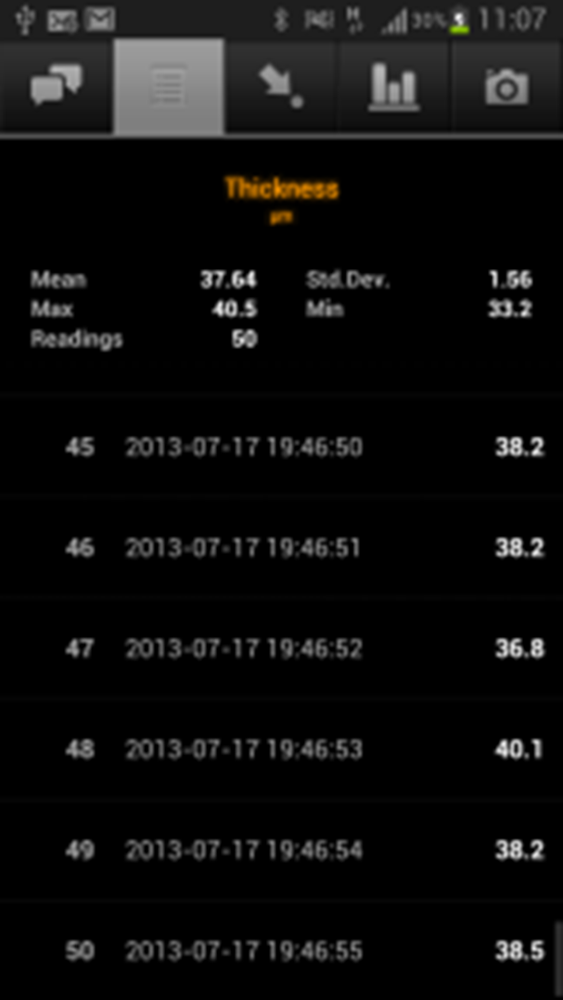 30% 11:07
Thickness
µm
Mean 37.64 Std.Dev. 1.56
Max 40.5 Min 33.2
Readings 50
45 2013-07-17 19:46:50 38.2
46 2013-07-17 19:46:51 38.2
47 2013-07-17 19:46:52 36.8
48 2013-07-17 19:46:53 40.1
49 2013-07-17 19:46:54 38.2
50 2013-07-17 19:46:55 38.5